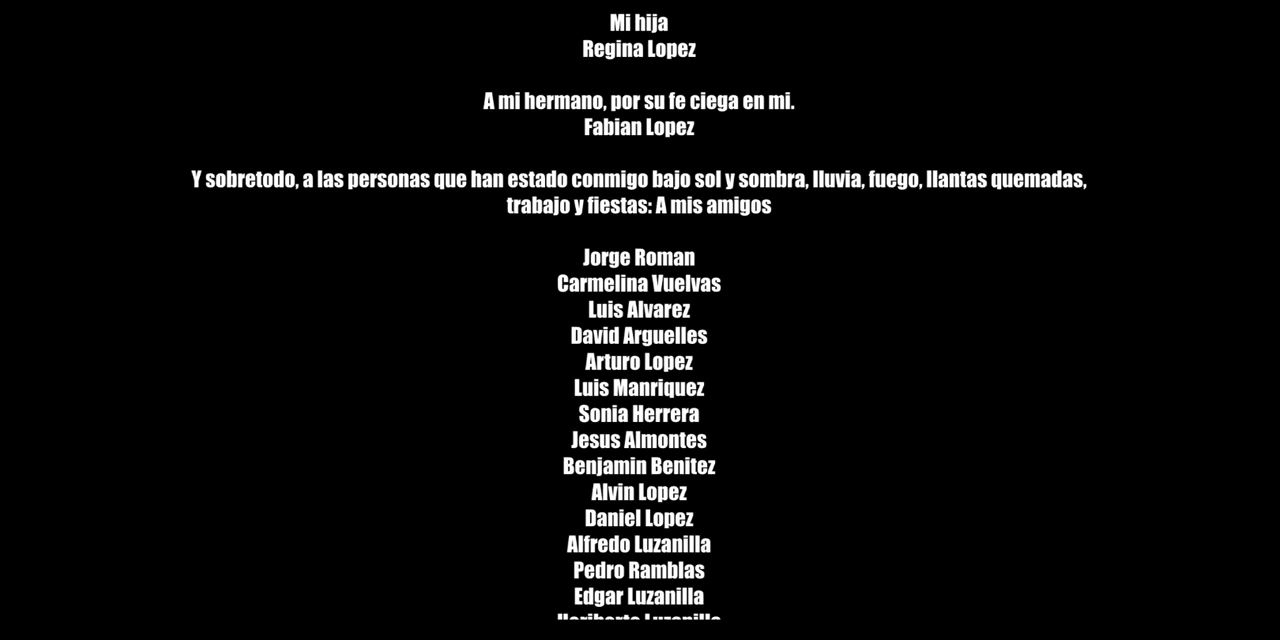 Mi hija
Regina Lopez
A mi hermano, por su fe ciega en mi.
Fabian Lopez
Y sobretodo, a las personas que han estado conmigo bajo sol y sombra, lluvia, fuego, llantas quemadas,
trabajo y fiestas: A mis amigos
Jorge Roman
Carmelina Vuelvas
Luis Alvarez
David Arguelles
Arturo Lopez
Luis Manriquez
Sonia Herrera
Jesus Almontes
Benjamin Benitez
Alvin Lopez
Daniel Lopez
Alfredo Luzanilla
Pedro Ramblas
Edgar Luzanilla